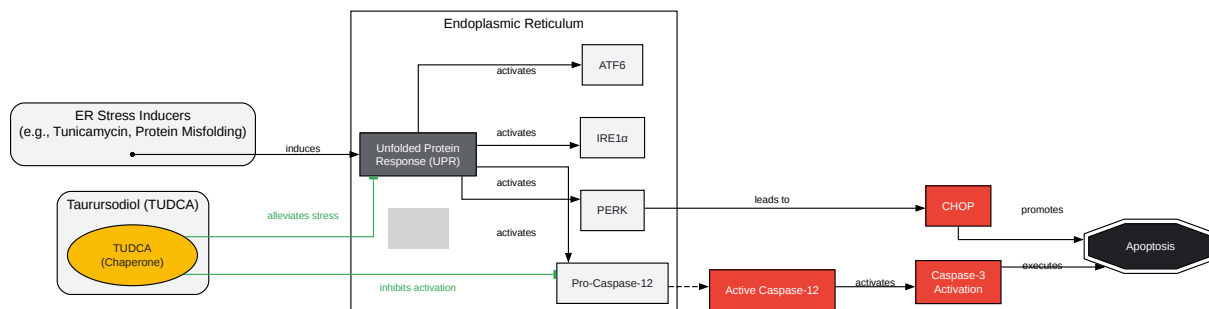 Endoplasmic Reticulum
ATF6
activates
ER Stress Inducers
(e.g., Tunicamycin, Protein Misfolding)
induces
Unfolded Protein
Response (UPR)
activates
IRE1α
activates
PERK
leads to
CHOP
promotes
Apoptosis
Taurursodiol (TUDCA)
alleviates stress
activates
TUDCA
(Chaperone)
inhibits activation
Pro-Caspase-12
Active Caspase-12
activates
Caspase-3
Activation
executes